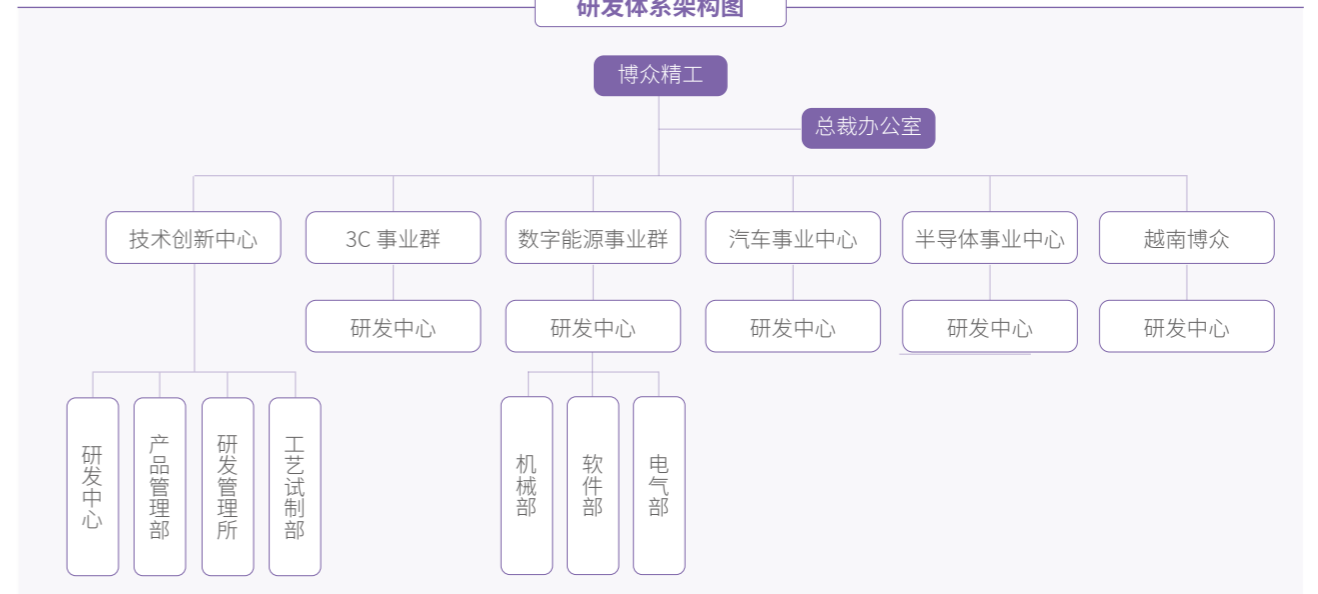 研发体系架构图
博众精工
总裁办公室
技术创新中心
3C 事业群
数字能源事业群
汽车事业中心
半导体事业中心
越南博众
研发中心
研发中心
研发中心
研发中心
研发中心
研发中心
产品管理部
研发管理所
工艺试制部
机械部
软件部
电气部